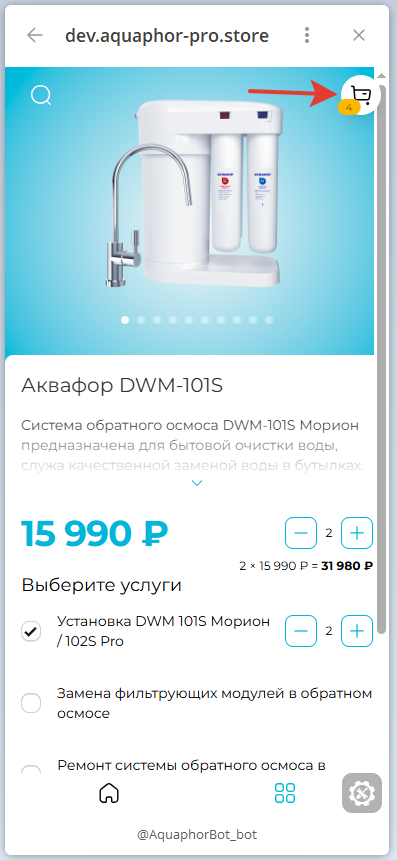 dev.aquaphor-pro.store
4
АКВАФОР
АКВАФОР
Аквафор DWM-101S
Система обратного осмоса DWM-101S Морион
предназначена для бытовой очистки воды,
служа качественной заменой воды в бутылках.
15 990 ₽
2
2 × 15 990 ₽ = 31 980 ₽
Выберите услуги
Установка DWM 101S Морион
/ 102S Pro
2
Замена фильтрующих модулей в обратном
осмосе
Ремонт системы обратного осмоса в
@AquaphorBot_bot